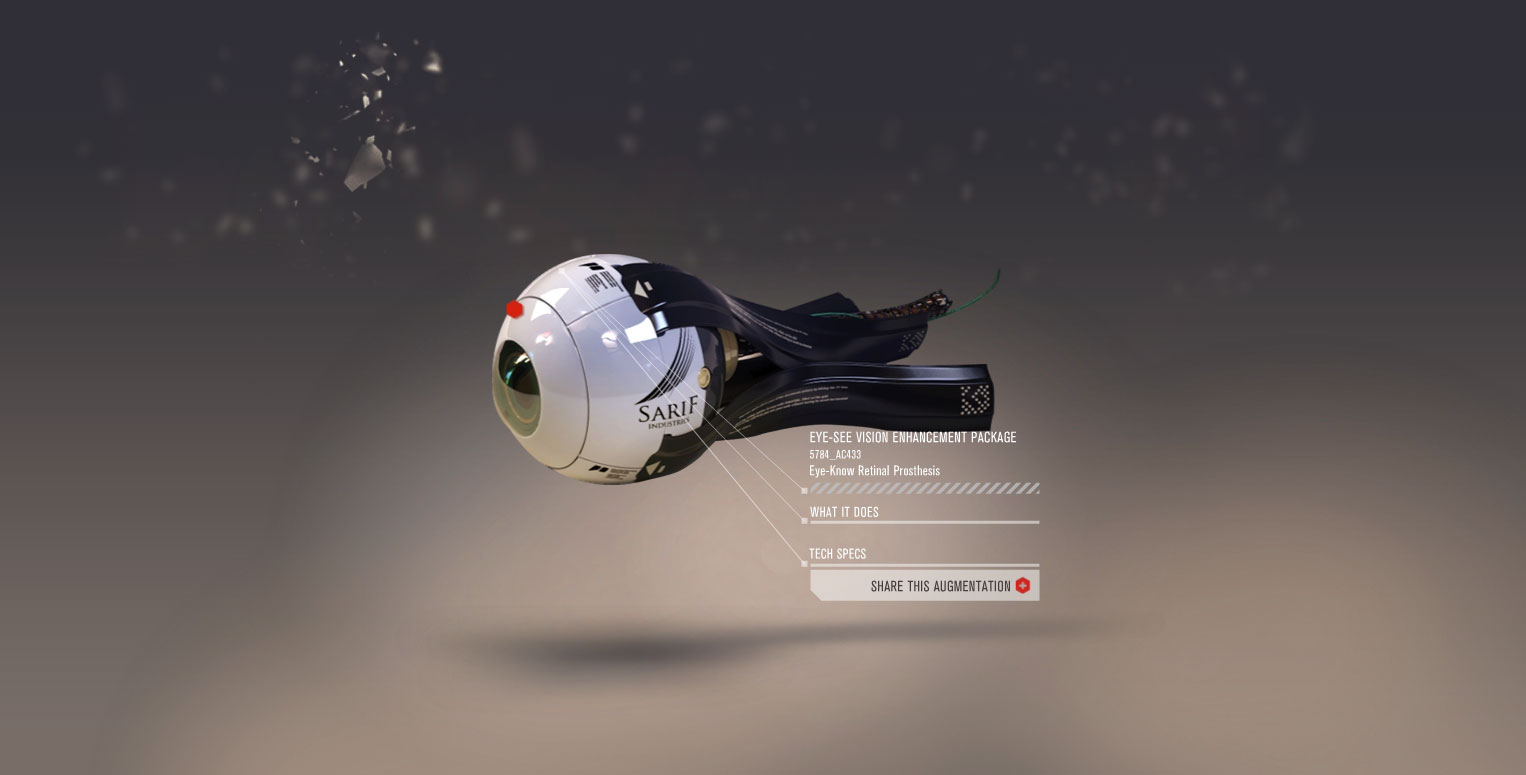 SARIF
INDUSTRIES
EYE-SEE VISION ENHANCEMENT PACKAGE
5784_AC433
Eye-Know Retinal Prosthesis
WHAT IT DOES
TECH SPECS
SHARE THIS AUGMENTATION